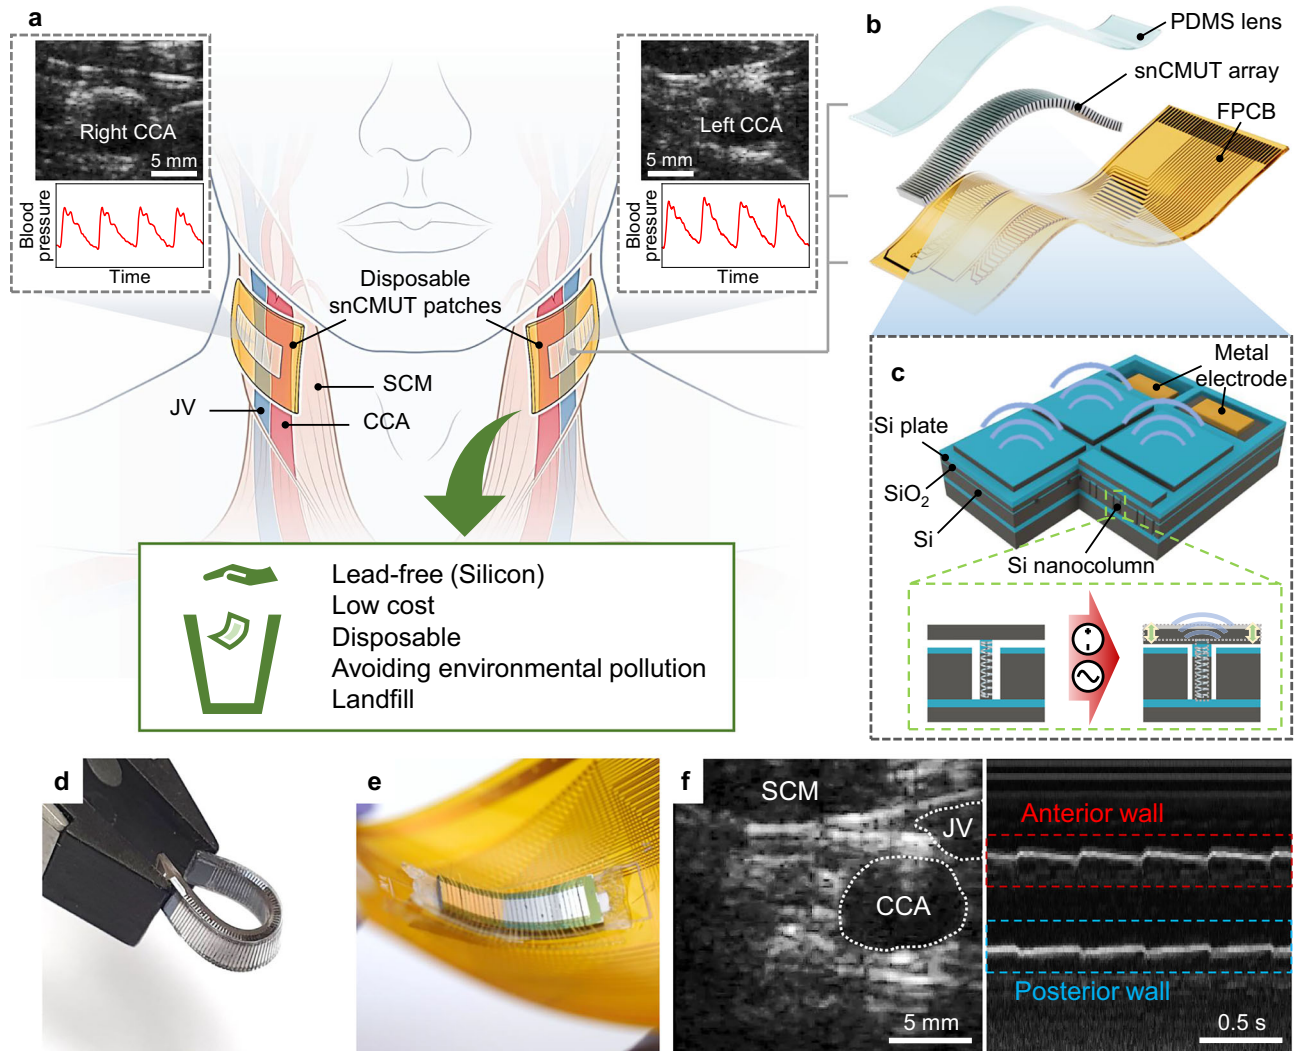 a
Right CCA
5 mm
Blood
pressure
Time
Left CCA
5 mm
Blood
pressure
Time
Disposable
snCMUT patches
SCM
JV
CCA
Lead-free (Silicon)
Low cost
Disposable
Avoiding environmental pollution
Landfill
b
PDMS lens
snCMUT array
FPCB
c
Metal
electrode
Si plate
SiO₂
Si
Si nanocolumn
+
-
d
e
f
SCM
JV
CCA
5 mm
Anterior wall
Posterior wall
0.5 s